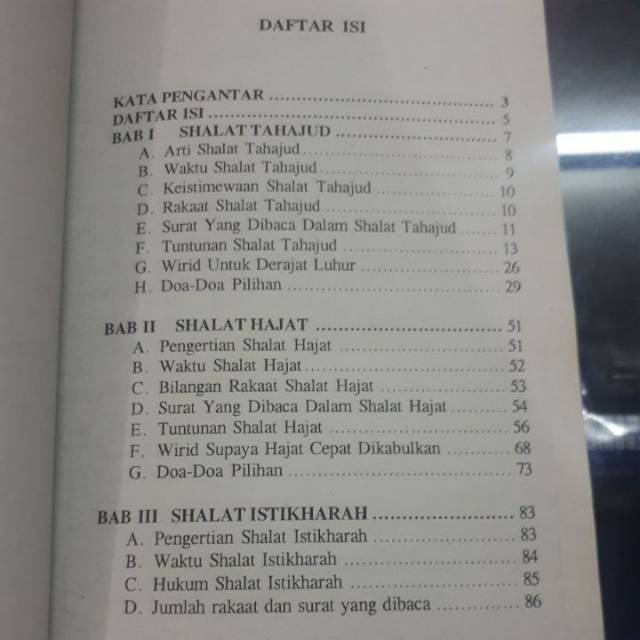 DAFTAR ISI
KATA PENGANTAR ........................................ 3
DAFTAR ISI ........................................ 5
BAB I SHALAT TAHAJUD ........................................ 7
A. Arti Shalat Tahajud ........................................ 8
B. Waktu Shalat Tahajud ........................................ 9
C. Keistimewaan Shalat Tahajud ........................................ 10
D. Rakaat Shalat Tahajud ........................................ 10
E. Surat Yang Dibaca Dalam Shalat Tahajud ....... 11
F. Tuntunan Shalat Tahajud ........................................ 13
G. Wirid Untuk Derajat Luhur ........................................ 26
H. Doa-Doa Pilihan ........................................ 29
BAB II SHALAT HAJAT ........................................ 51
A. Pengertian Shalat Hajat ........................................ 51
B. Waktu Shalat Hajat ........................................ 52
C. Bilangan Rakaat Shalat Hajat ........................................ 53
D. Surat Yang Dibaca Dalam Shalat Hajat .......... 54
E. Tuntunan Shalat Hajat ........................................ 56
F. Wirid Supaya Hajat Cepat Dikabulkan ............ 68
G. Doa-Doa Pilihan ........................................ 73
BAB III SHALAT ISTIKHARAH ........................................ 83
A. Pengertian Shalat Istikharah ........................................ 83
B. Waktu Shalat Istikharah ........................................ 84
C. Hukum Shalat Istikharah ........................................ 85
D. Jumlah rakaat dan surat yang dibaca .............. 86